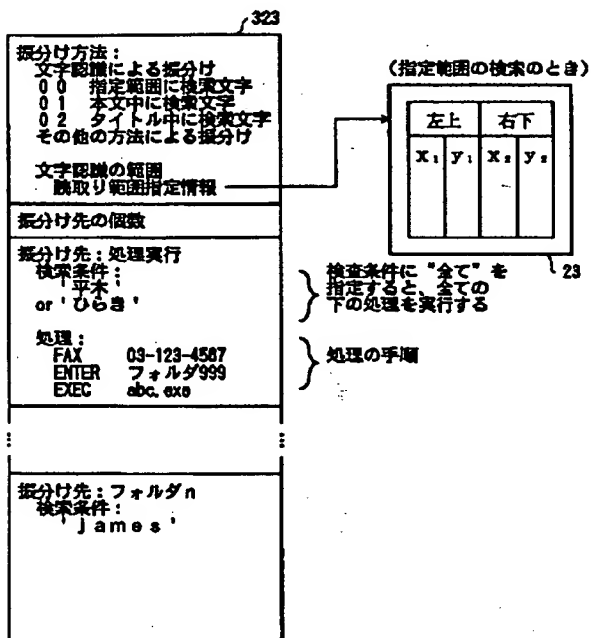 323
振分け方法:
文字認識による振分け
00 指定範囲に検索文字
01 本文中に検索文字
02 タイトル中に検索文字
その他の方法による振分け
文字認識の範囲
読取り範囲指定情報
(指定範囲の検索のとき)
左上 右下
x₁ y₁ x₂ y₂
23
振分け先の個数
振分け先:処理実行
検索条件:
'平木'
or 'ひらき'
検査条件に"全て"を
指定すると、全ての
下の処理を実行する
処理:
FAX 03-123-4567
ENTER フォルダ999
EXEC abc.exe
処理の手順
振分け先:フォルダn
検索条件:
'james'